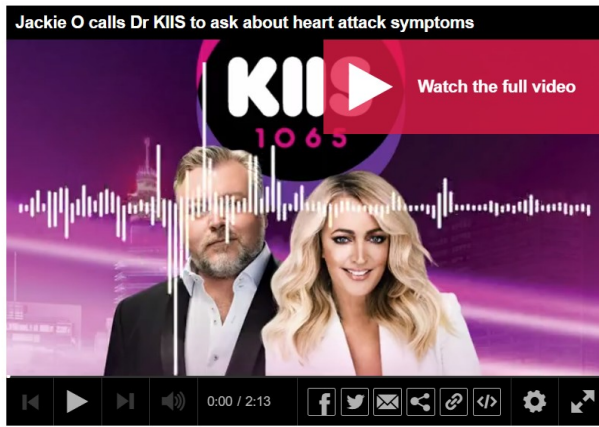 Jackie O calls Dr KIIS to ask about heart attack symptoms
KIIS
Watch the full video
1065
0:00 / 2:13